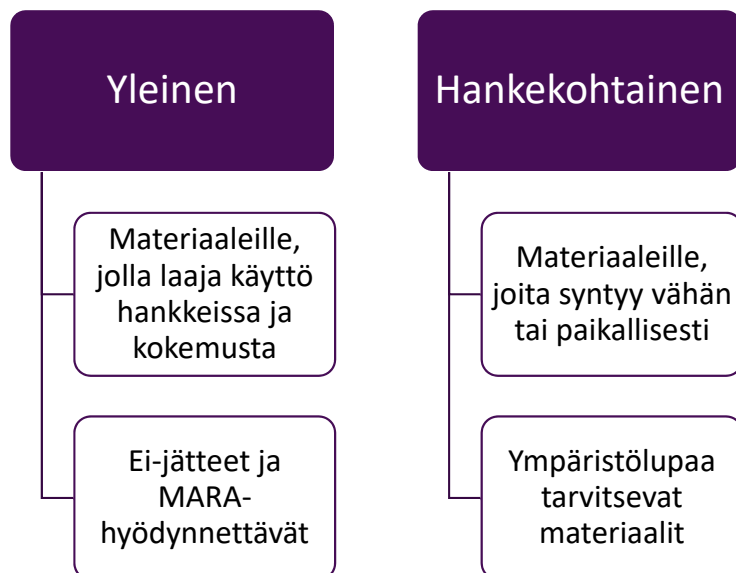 Yleinen
Materiaaleille,
jolla laaja käyttö
hankkeissa ja
kokemusta
Ei-jätteet ja
MARA-
hyödynnettävät
Hankekohtainen
Materiaaleille,
joita syntyy vähän
tai paikallisesti
Ympäristölupaa
tarvitsevat
materiaalit